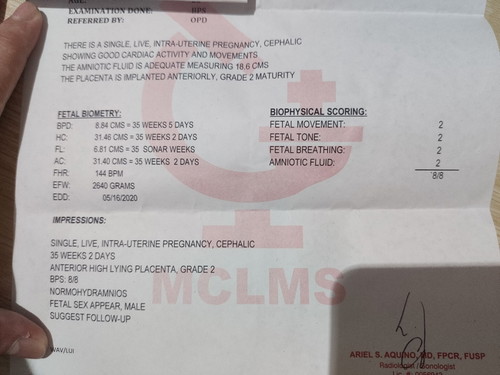 EXAMINATION DONE: BPS
REFERRED BY: OPD
THERE IS A SINGLE, LIVE, INTRA-UTERINE PREGNANCY, CEPHALIC
SHOWING GOOD CARDIAC ACTIVITY AND MOVEMENTS
THE AMNIOTIC FLUID IS ADEQUATE MEASURING 18.6 CMS
THE PLACENTA IS IMPLANTED ANTERIORLY, GRADE 2 MATURITY
FETAL BIOMETRY:
BPD: 8.84 CMS = 35 WEEKS 5 DAYS
HC: 31.46 CMS = 35 WEEKS 2 DAYS
FL: 6.81 CMS = 35 SONAR WEEKS
AC: 31.40 CMS = 35 WEEKS 2 DAYS
FHR: 144 BPM
EFW: 2640 GRAMS
EDD: 05/16/2020
BIOPHYSICAL SCORING:
FETAL MOVEMENT: 2
FETAL TONE: 2
FETAL BREATHING: 2
AMNIOTIC FLUID: 2
8/8
IMPRESSIONS:
SINGLE, LIVE, INTRA-UTERINE PREGNANCY, CEPHALIC
35 WEEKS 2 DAYS
ANTERIOR HIGH LYING PLACENTA, GRADE 2
BPS: 8/8
NORMOHYDRAMNIOS
FETAL SEX APPEAR, MALE
SUGGEST FOLLOW-UP
MCLMS
WAV/LUI
ARIEL S. AQUINO, MD, FPCR, FUSP
Radiologist / Sonologist